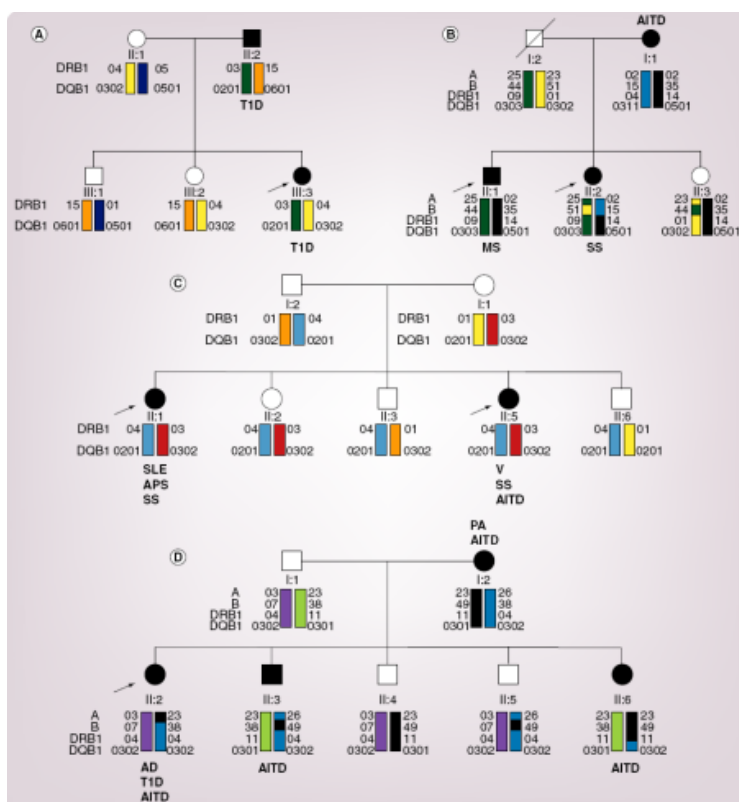 A
II:1 II:2
DRB1 04 05 03 15
DQB1 0302 0501 0201 0601
T1D
III:1 III:2 III:3
DRB1 15 01 15 04 03 04
DQB1 0601 0501 0601 0302 0201 0302
T1D
B
AITD
I:2 I:1
A 25 23 02 02
B 44 51 15 35
DRB1 09 01 04 14
DQB1 0303 0302 0311 0501
II:1 II:2 II:3
A 25 02 25 02 23 02
B 44 35 51 15 44 35
DRB1 09 14 09 14 01 14
DQB1 0303 0501 0303 0501 0302 0501
MS SS
C
I:2 I:1
DRB1 01 04 DRB1 01 03
DQB1 0302 0201 DQB1 0201 0302
II:1 II:2 II:3 II:5 II:6
DRB1 04 03 04 03 04 01 04 03 04 01
DQB1 0201 0302 0201 0302 0201 0302 0201 0302 0201 0201
SLE V
APS SS
SS AITD
D
PA
AITD
I:1 I:2
A 03 23 23 26
B 07 38 49 38
DRB1 04 11 11 04
DQB1 0302 0301 0301 0302
II:2 II:3 II:4 II:5 II:6
A 03 23 23 26 03 23 03 26 23 23
B 07 38 38 49 07 49 07 49 38 49
DRB1 04 04 11 04 04 11 04 04 11 11
DQB1 0302 0302 0301 0302 0302 0301 0302 0302 0301 0302
AD AITD AITD
T1D
AITD